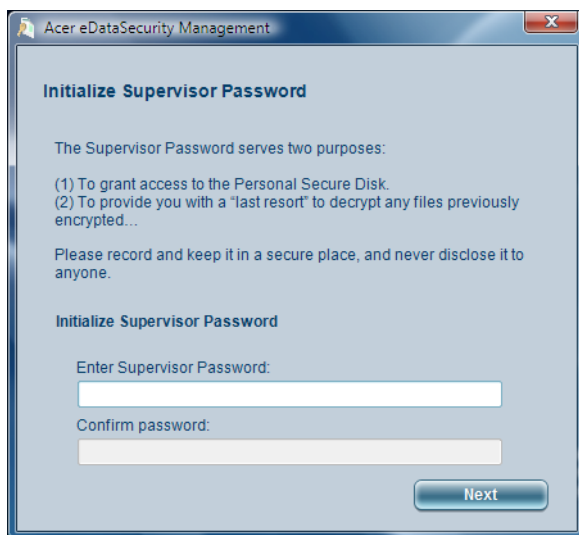 Acer eDataSecurity Management
Initialize Supervisor Password
The Supervisor Password serves two purposes:
(1) To grant access to the Personal Secure Disk.
(2) To provide you with a “last resort” to decrypt any files previously
encrypted...
Please record and keep it in a secure place, and never disclose it to
anyone.
Initialize Supervisor Password
Enter Supervisor Password:
Confirm password:
Next